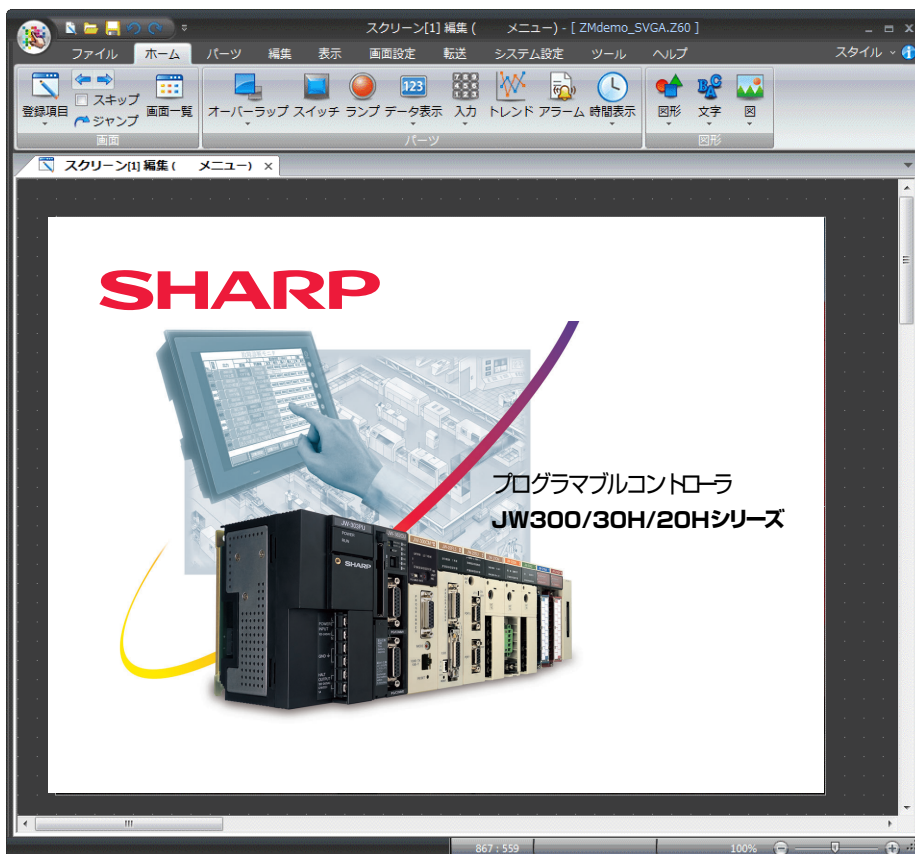 スクリーン[1] 編集 ( メニュー) - [ ZMdemo_SVGA.Z60 ]
ファイル ホーム パーツ 編集 表示 画面設定 転送 システム設定 ツール ヘルプ スタイル
登録項目 スキップ ジャンプ 画面一覧 オーバーラップ スイッチ ランプ データ表示 入力 トレンド アラーム 時間表示 図形 文字 図
123
画面 パーツ 図形
スクリーン[1] 編集 ( メニュー) ×
SHARP
プログラマブルコントローラ
JW300/30H/20Hシリーズ
POWER
RUN
SHARP
POWER
INPUT
867 : 559 100%